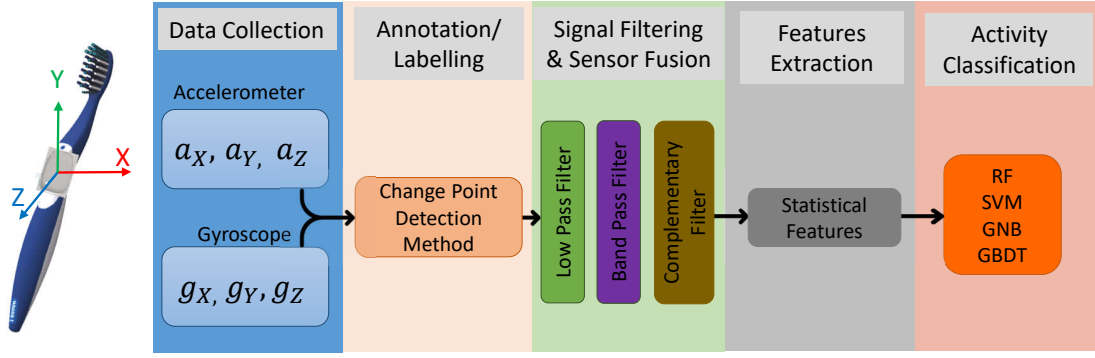 Y
X
Z
Data Collection
Accelerometer
a_X, a_Y, a_Z
Gyroscope
g_X, g_Y, g_Z
Annotation/
Labelling
Change Point
Detection
Method
Signal Filtering
& Sensor Fusion
Low Pass Filter
Band Pass Filter
Complementary
Filter
Features
Extraction
Statistical
Features
Activity
Classification
RF
SVM
GNB
GBDT